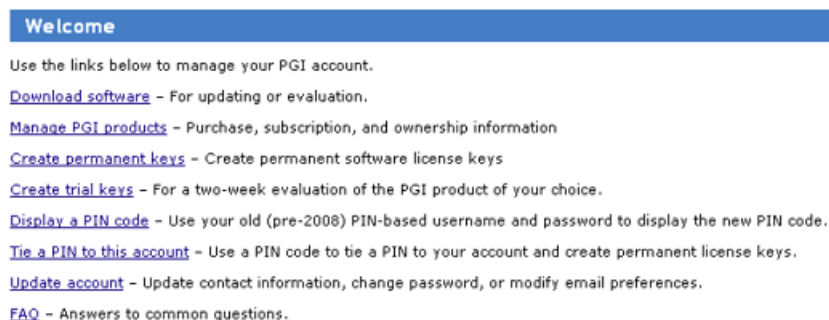 Welcome
Use the links below to manage your PGI account.
Download software – For updating or evaluation.
Manage PGI products – Purchase, subscription, and ownership information
Create permanent keys – Create permanent software license keys
Create trial keys – For a two-week evaluation of the PGI product of your choice.
Display a PIN code – Use your old (pre-2008) PIN-based username and password to display the new PIN code.
Tie a PIN to this account – Use a PIN code to tie a PIN to your account and create permanent license keys.
Update account – Update contact information, change password, or modify email preferences.
FAQ – Answers to common questions.